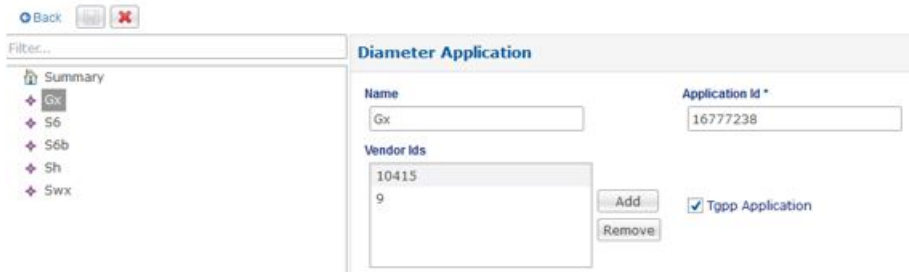 Back
Filter...
Summary
Gx
S6
S6b
Sh
Swx
Diameter Application
Name
Application Id *
Gx
16777238
Vendor Ids
10415
9
Add
Tgpp Application
Remove